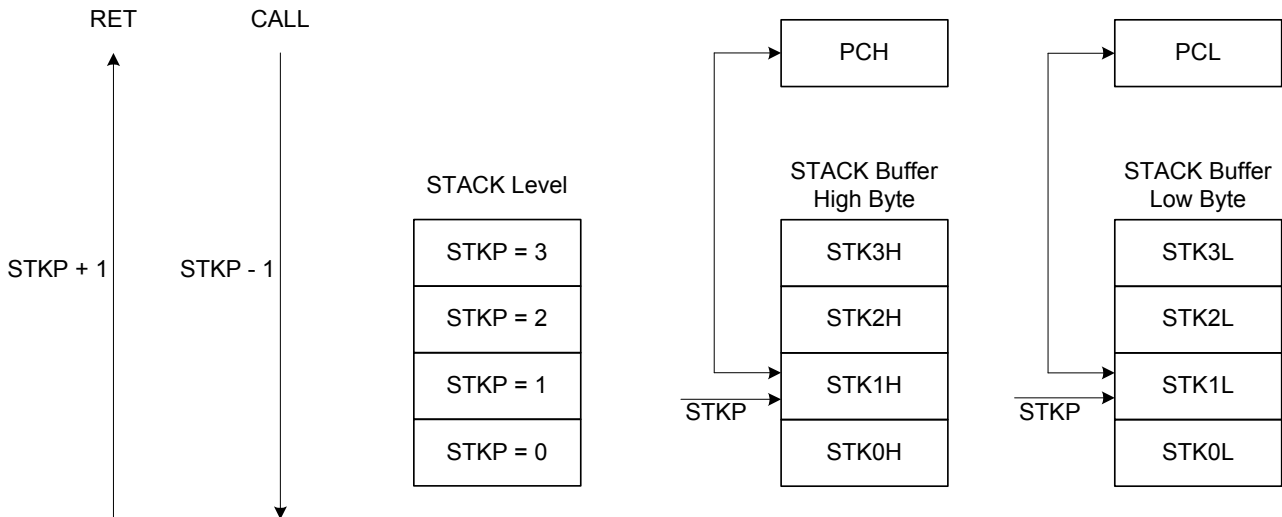 RET
CALL
STKP + 1
STKP - 1
STACK Level
STKP = 3
STKP = 2
STKP = 1
STKP = 0
PCH
STACK Buffer
High Byte
STK3H
STK2H
STK1H
STK0H
STKP
PCL
STACK Buffer
Low Byte
STK3L
STK2L
STK1L
STK0L
STKP